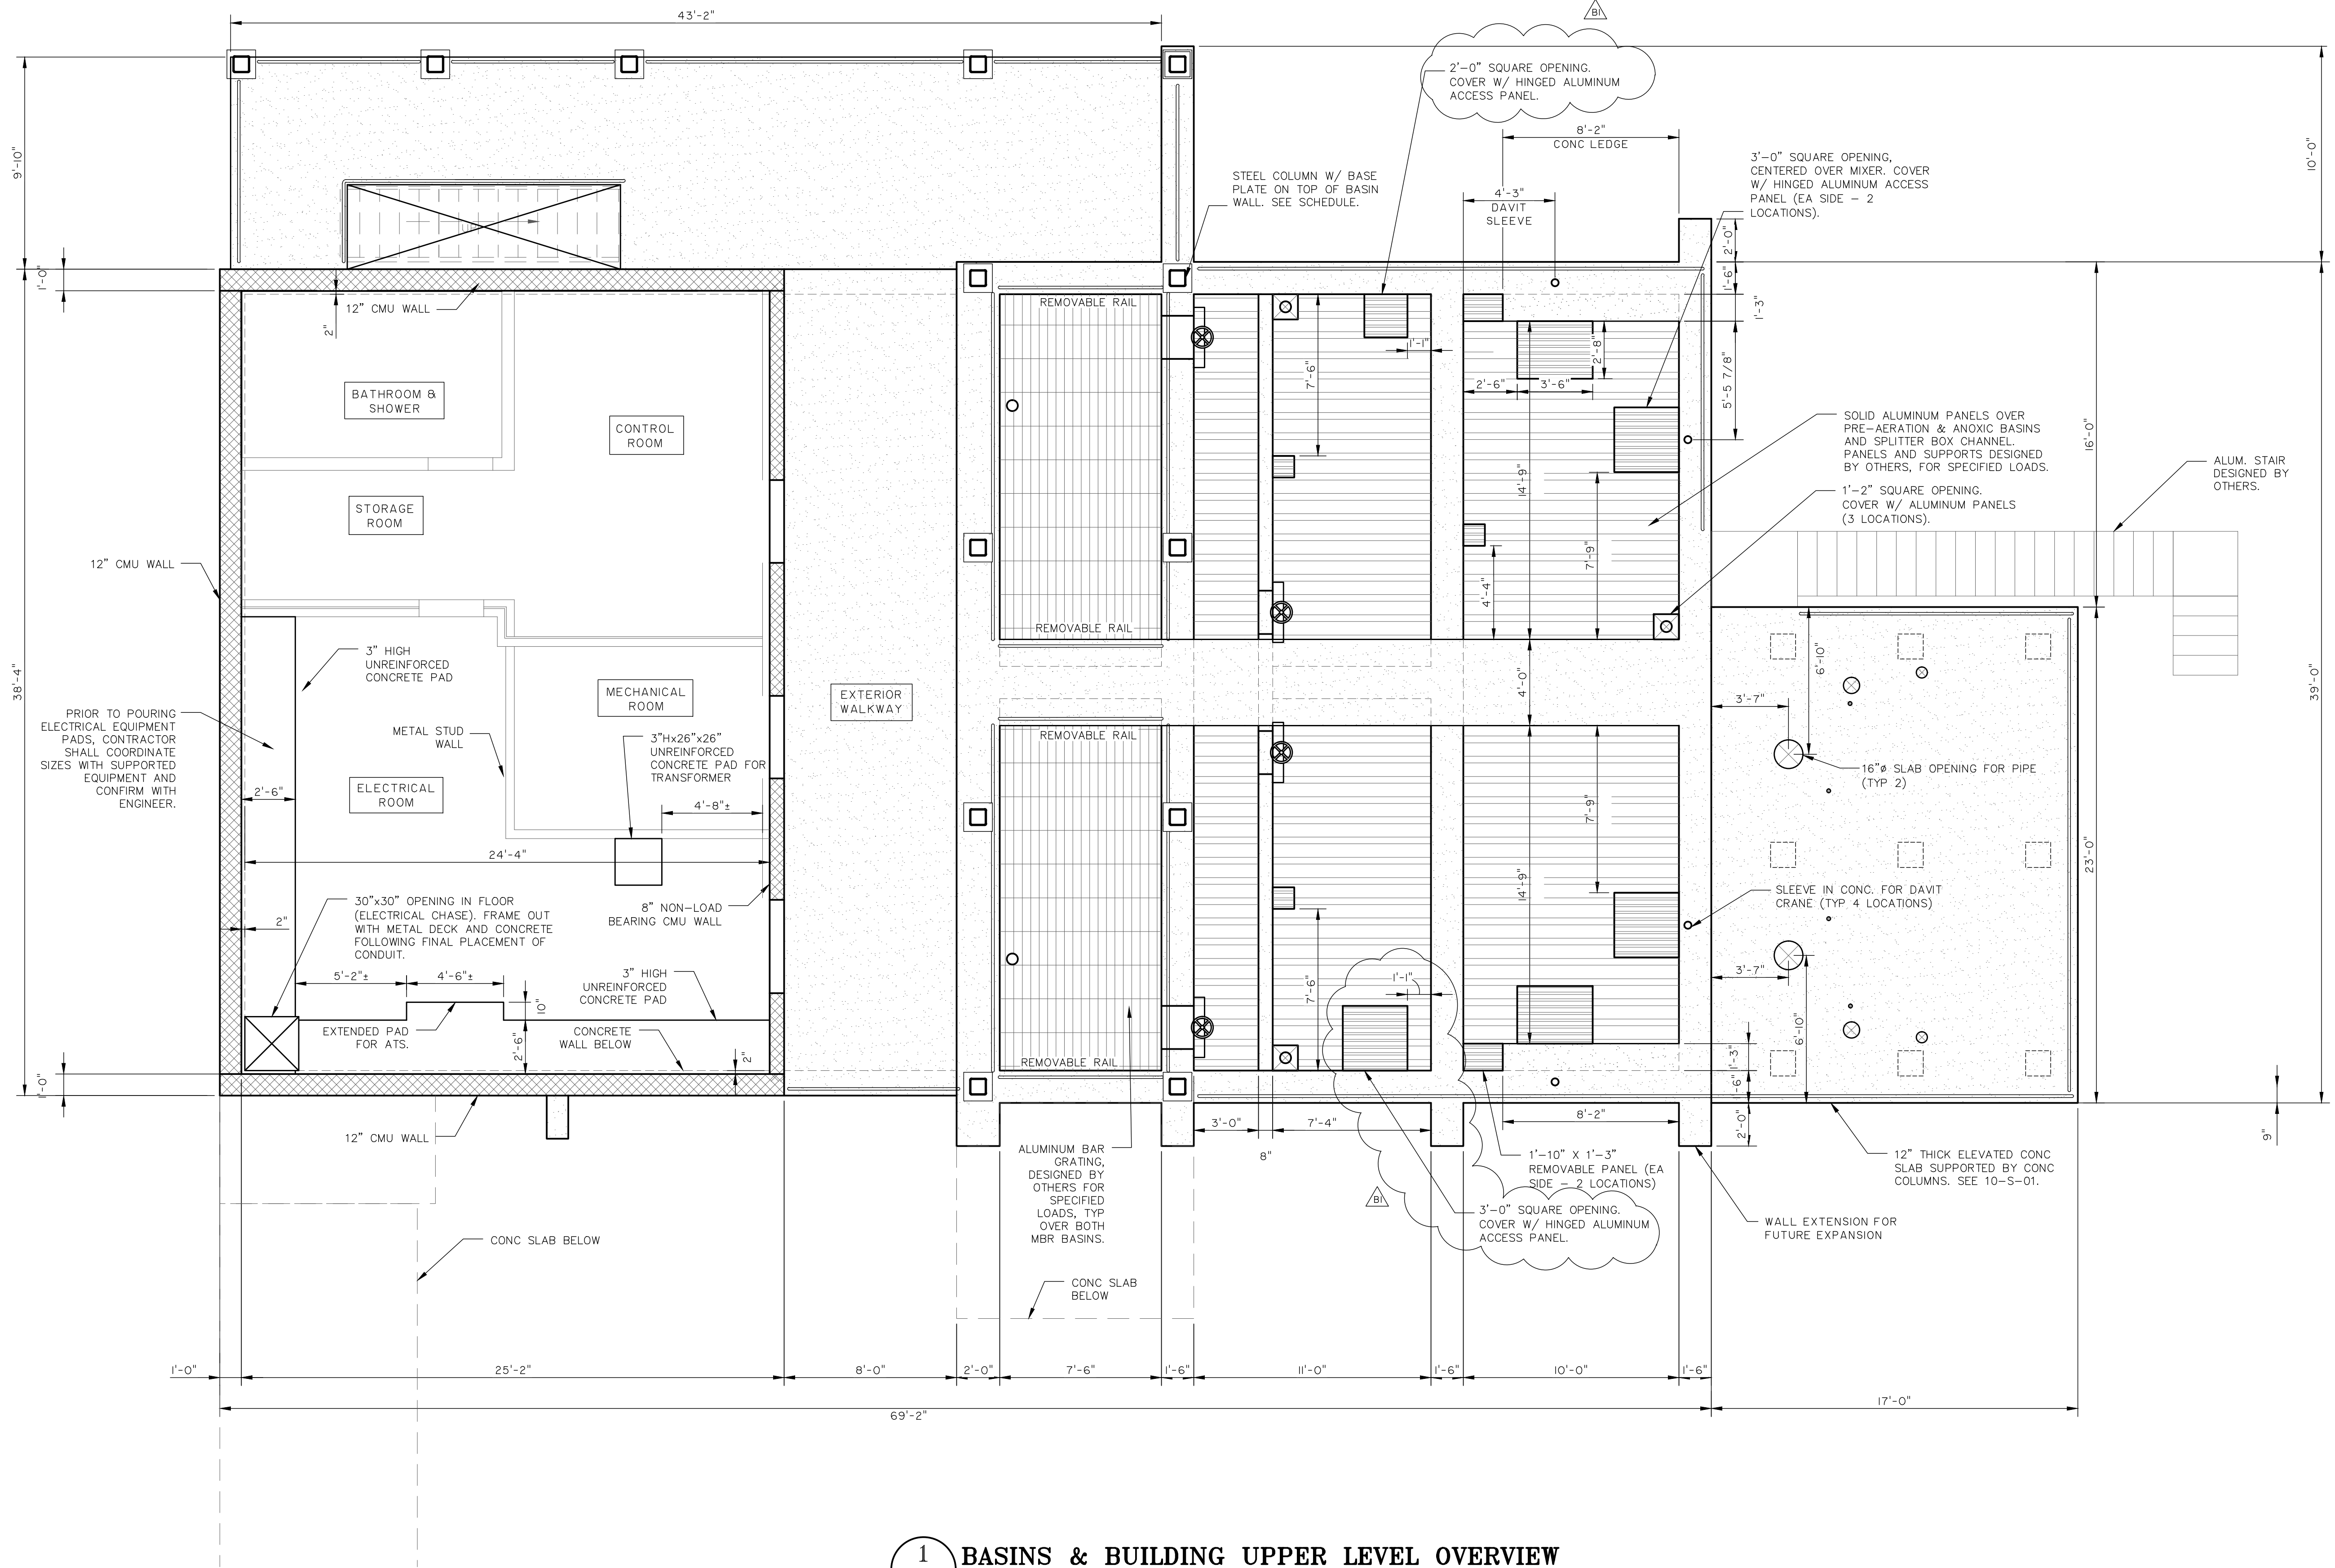 43'-2"
B1
2'-0" SQUARE OPENING.
COVER W/ HINGED ALUMINUM
ACCESS PANEL.
8'-2"
CONC LEDGE
9'-10"
10'-0"
STEEL COLUMN W/ BASE
PLATE ON TOP OF BASIN
WALL. SEE SCHEDULE.
4'-3"
DAVIT
SLEEVE
3'-0" SQUARE OPENING,
CENTERED OVER MIXER. COVER
W/ HINGED ALUMINUM ACCESS
PANEL (EA SIDE - 2
LOCATIONS).
2'-0"
1'-0"
1'-6"
1'-3"
12" CMU WALL
2"
REMOVABLE RAIL
1'-1"
2'-8"
7'-6"
2'-6"
3'-6"
5'-5 7/8"
BATHROOM &
SHOWER
CONTROL
ROOM
SOLID ALUMINUM PANELS OVER
PRE-AERATION & ANOXIC BASINS
AND SPLITTER BOX CHANNEL.
PANELS AND SUPPORTS DESIGNED
BY OTHERS, FOR SPECIFIED LOADS.
16'-0"
ALUM. STAIR
DESIGNED BY
OTHERS.
14'-9"
1'-2" SQUARE OPENING.
COVER W/ ALUMINUM PANELS
(3 LOCATIONS).
STORAGE
ROOM
7'-9"
12" CMU WALL
4'-4"
REMOVABLE RAIL
3" HIGH
UNREINFORCED
CONCRETE PAD
6'-10"
38'-4"
39'-0"
MECHANICAL
ROOM
EXTERIOR
WALKWAY
4'-0"
3'-7"
PRIOR TO POURING
ELECTRICAL EQUIPMENT
PADS, CONTRACTOR
SHALL COORDINATE
SIZES WITH SUPPORTED
EQUIPMENT AND
CONFIRM WITH
ENGINEER.
METAL STUD
WALL
3"Hx26"x26"
UNREINFORCED
CONCRETE PAD FOR
TRANSFORMER
REMOVABLE RAIL
16"ø SLAB OPENING FOR PIPE
(TYP 2)
ELECTRICAL
ROOM
2'-6"
4'-8"±
7'-9"
24'-4"
14'-9"
23'-0"
30"x30" OPENING IN FLOOR
(ELECTRICAL CHASE). FRAME OUT
WITH METAL DECK AND CONCRETE
FOLLOWING FINAL PLACEMENT OF
CONDUIT.
8" NON-LOAD
BEARING CMU WALL
SLEEVE IN CONC. FOR DAVIT
CRANE (TYP 4 LOCATIONS)
2"
5'-2"±
4'-6"±
3" HIGH
UNREINFORCED
CONCRETE PAD
7'-6"
1'-1"
3'-7"
10"
EXTENDED PAD
FOR ATS.
2'-6"
CONCRETE
WALL BELOW
2"
REMOVABLE RAIL
6'-10"
1'-3"
1'-6"
1'-0"
2'-0"
9"
12" CMU WALL
3'-0"
7'-4"
8'-2"
8"
ALUMINUM BAR
GRATING,
DESIGNED BY
OTHERS FOR
SPECIFIED
LOADS, TYP
OVER BOTH
MBR BASINS.
1'-10" X 1'-3"
REMOVABLE PANEL (EA
SIDE - 2 LOCATIONS)
12" THICK ELEVATED CONC
SLAB SUPPORTED BY CONC
COLUMNS. SEE 10-S-01.
B1
3'-0" SQUARE OPENING.
COVER W/ HINGED ALUMINUM
ACCESS PANEL.
WALL EXTENSION FOR
FUTURE EXPANSION
CONC SLAB BELOW
CONC SLAB
BELOW
1'-0"
25'-2"
8'-0"
2'-0"
7'-6"
1'-6"
11'-0"
1'-6"
10'-0"
1'-6"
69'-2"
17'-0"
1
BASINS & BUILDING UPPER LEVEL OVERVIEW